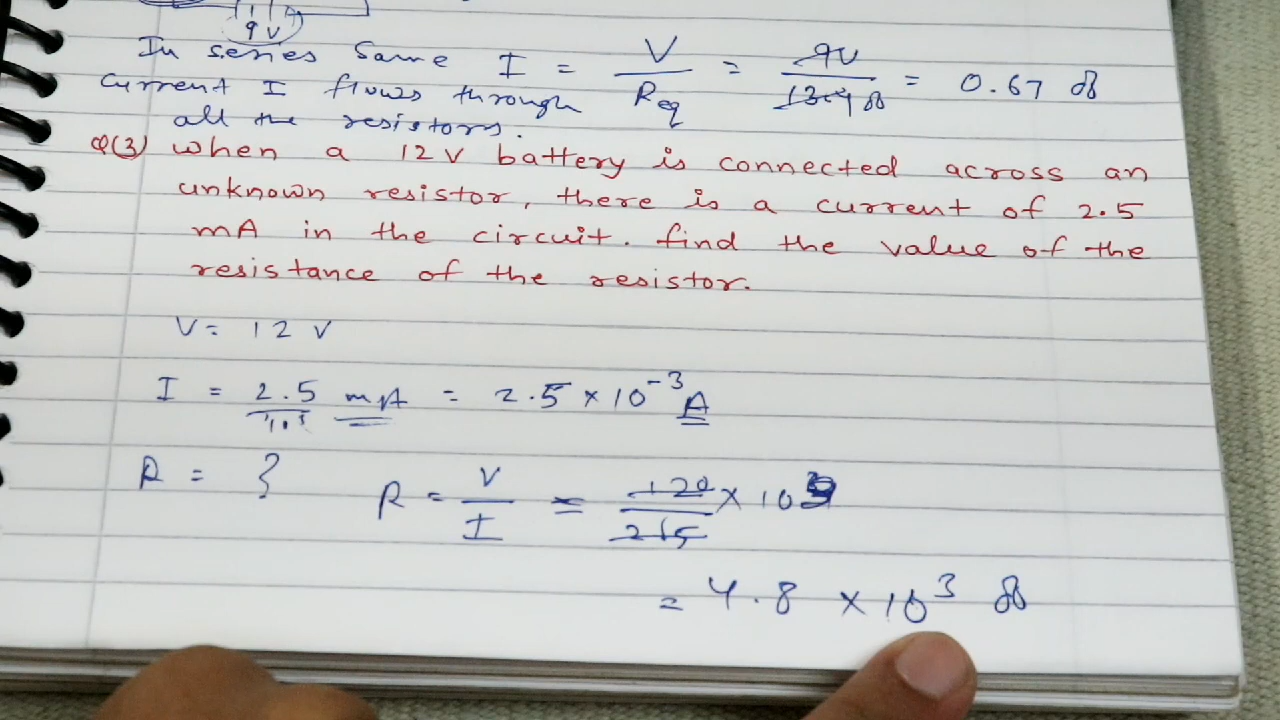 9 V
In series Same I = V / Req = 9V / 13.4 Ω = 0.67 Ω
current I flows through
all the resistors.
Q(3) when a 12 V battery is connected across an
unknown resistor, there is a current of 2.5
mA in the circuit. find the value of the
resistance of the resistor.
V = 12 V
I = 2.5 mA = 2.5 × 10⁻³ A
R = ? R = V / I = 120 / 25 × 10³
= 4.8 × 10³ Ω